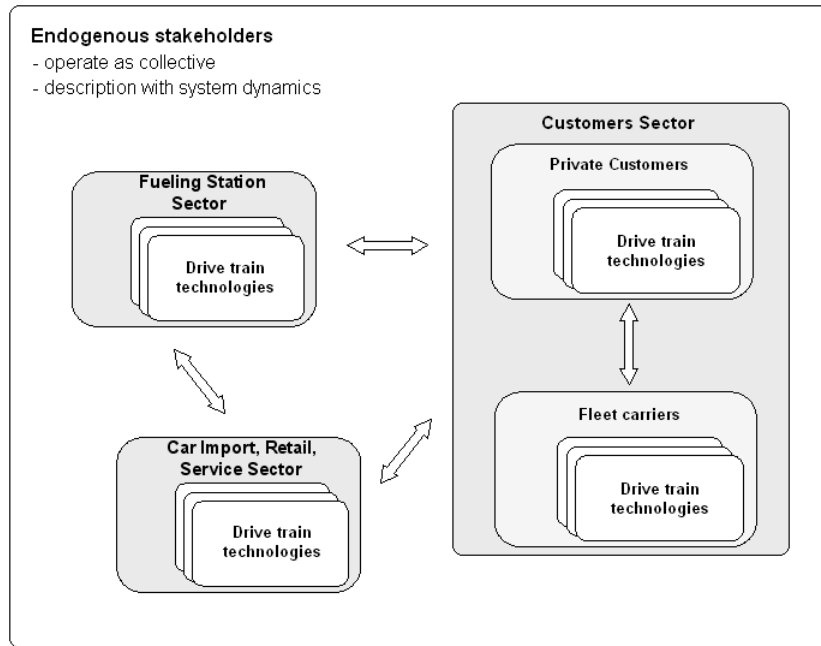 Endogenous stakeholders
- operate as collective
- description with system dynamics
Fueling Station
Sector
Drive train
technologies
Customers Sector
Private Customers
Drive train
technologies
Car Import, Retail,
Service Sector
Drive train
technologies
Fleet carriers
Drive train
technologies